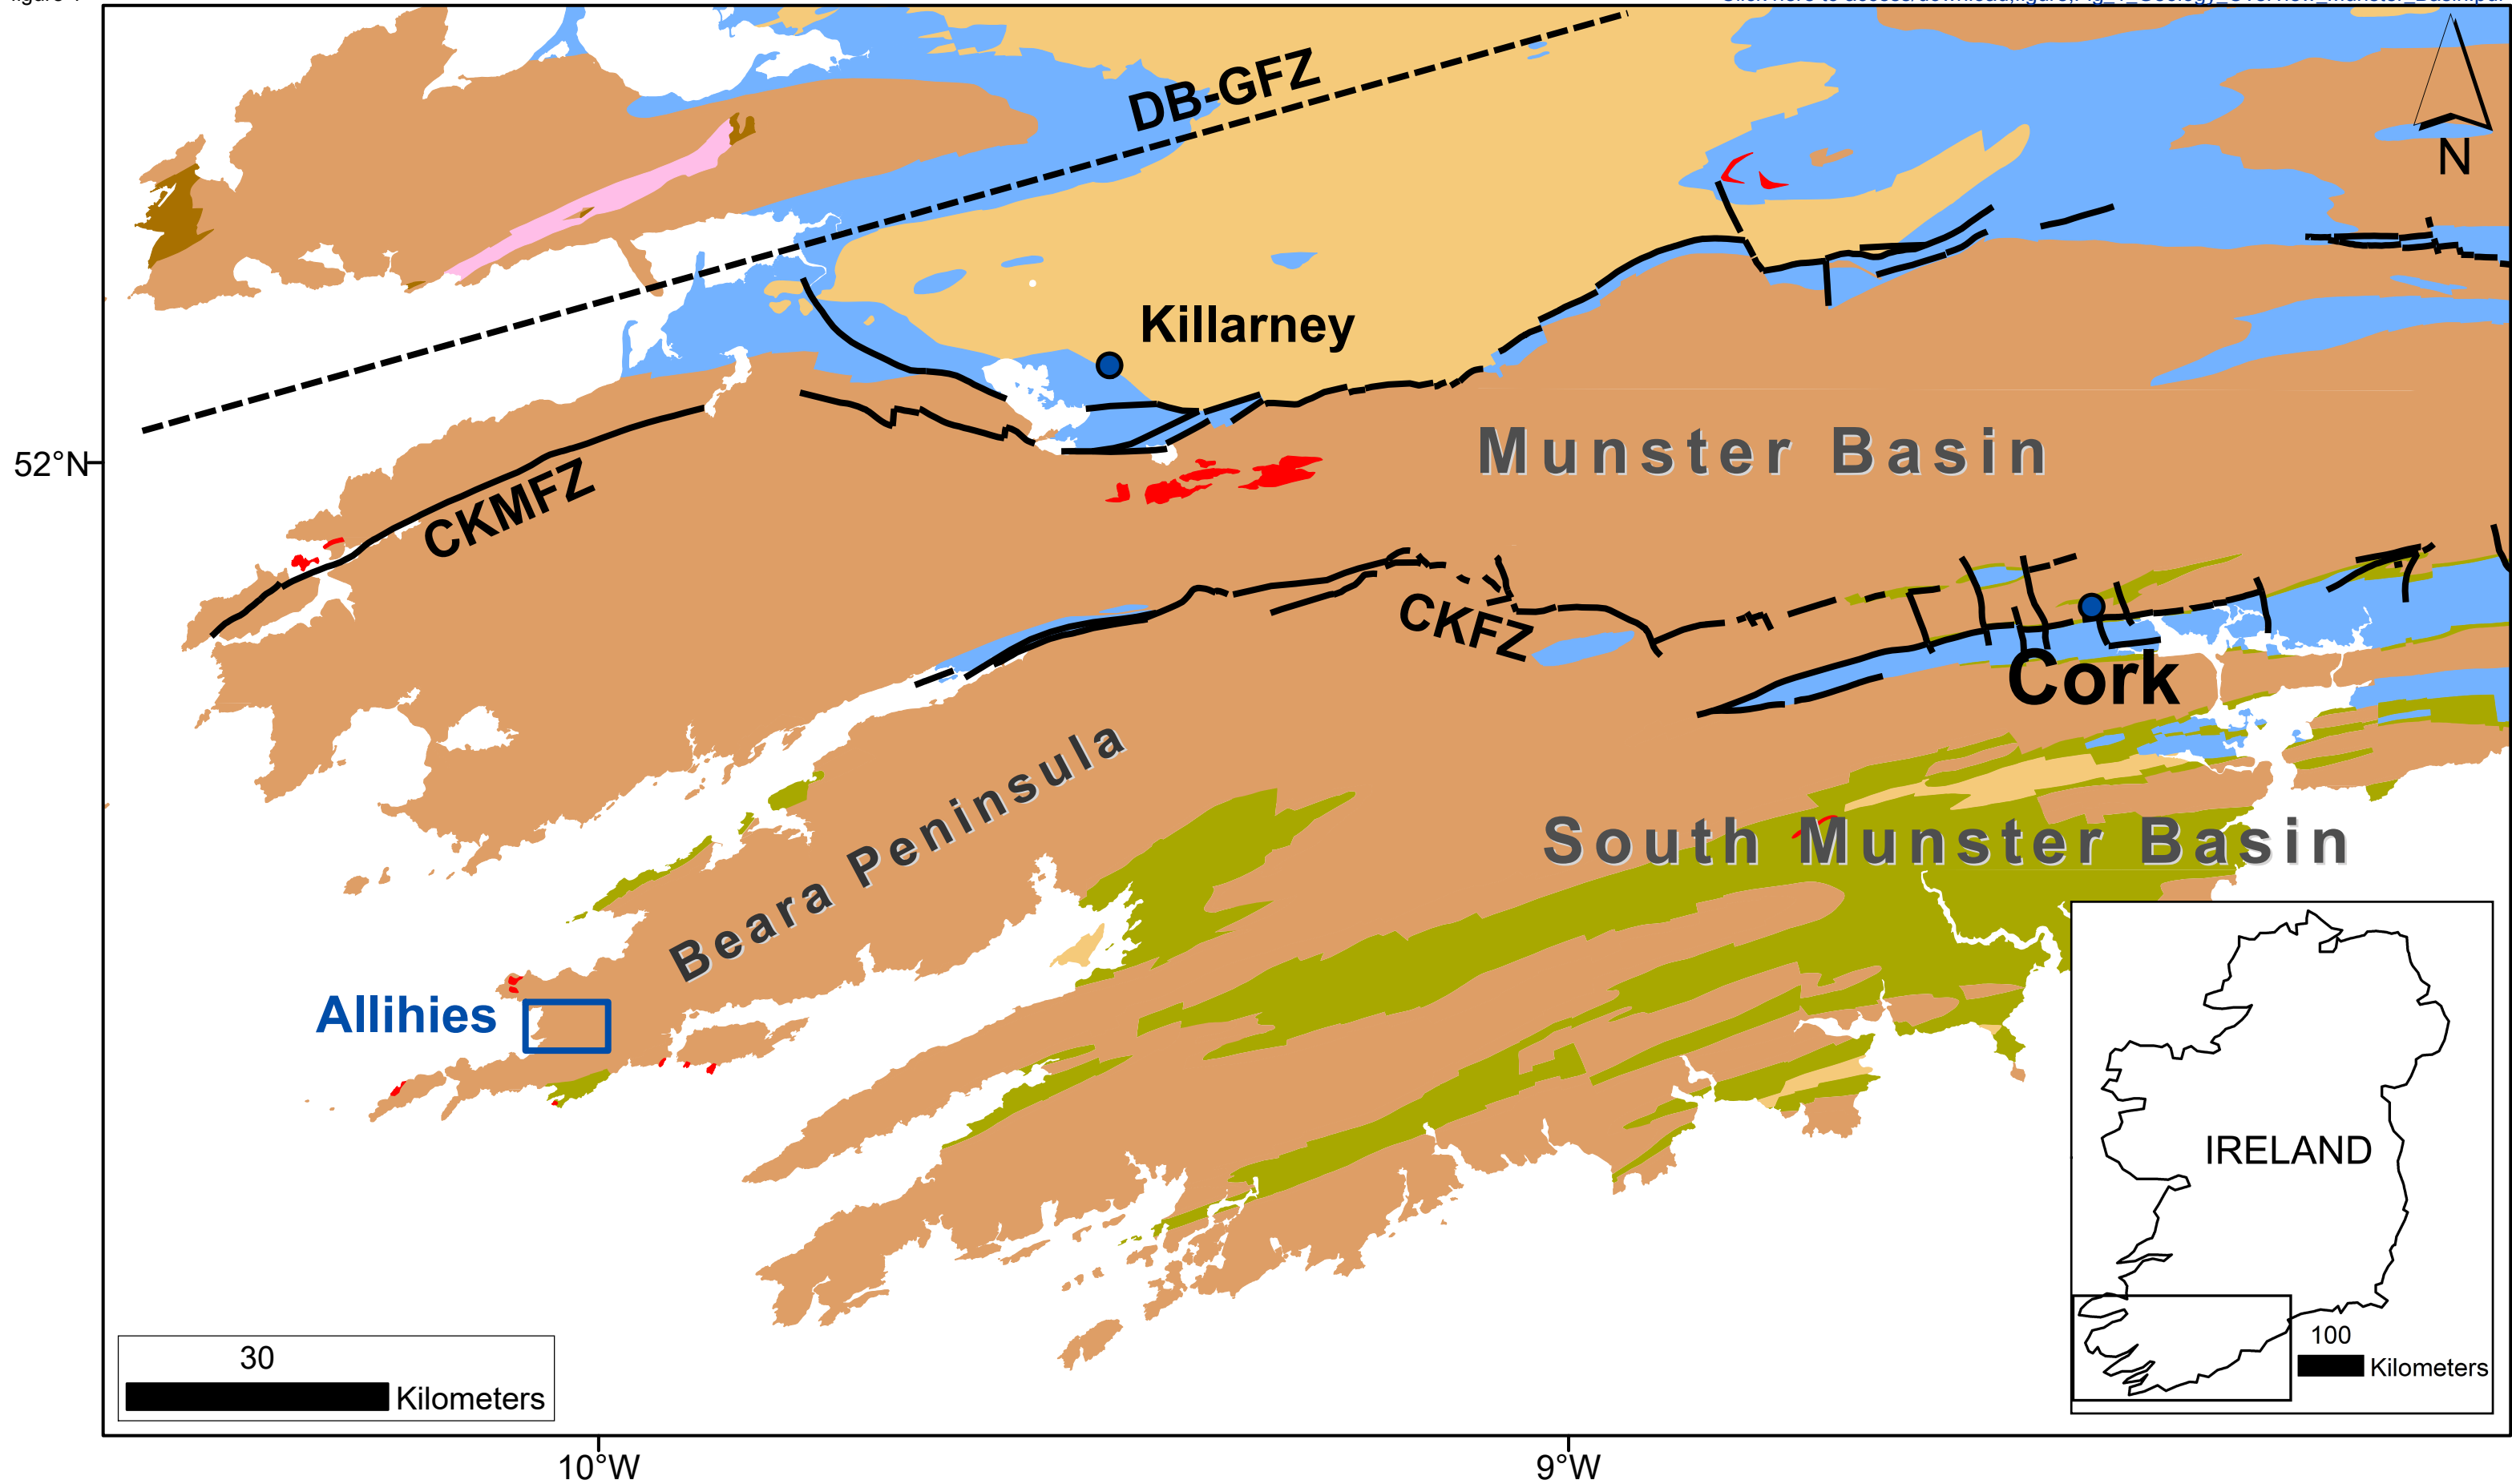 DB-GFZ
N
Killarney
52°N
Munster Basin
CKMFZ
CKFZ
Cork
Beara Peninsula
South Munster Basin
Allihies
IRELAND
30
Kilometers
100
Kilometers
10°W
9°W